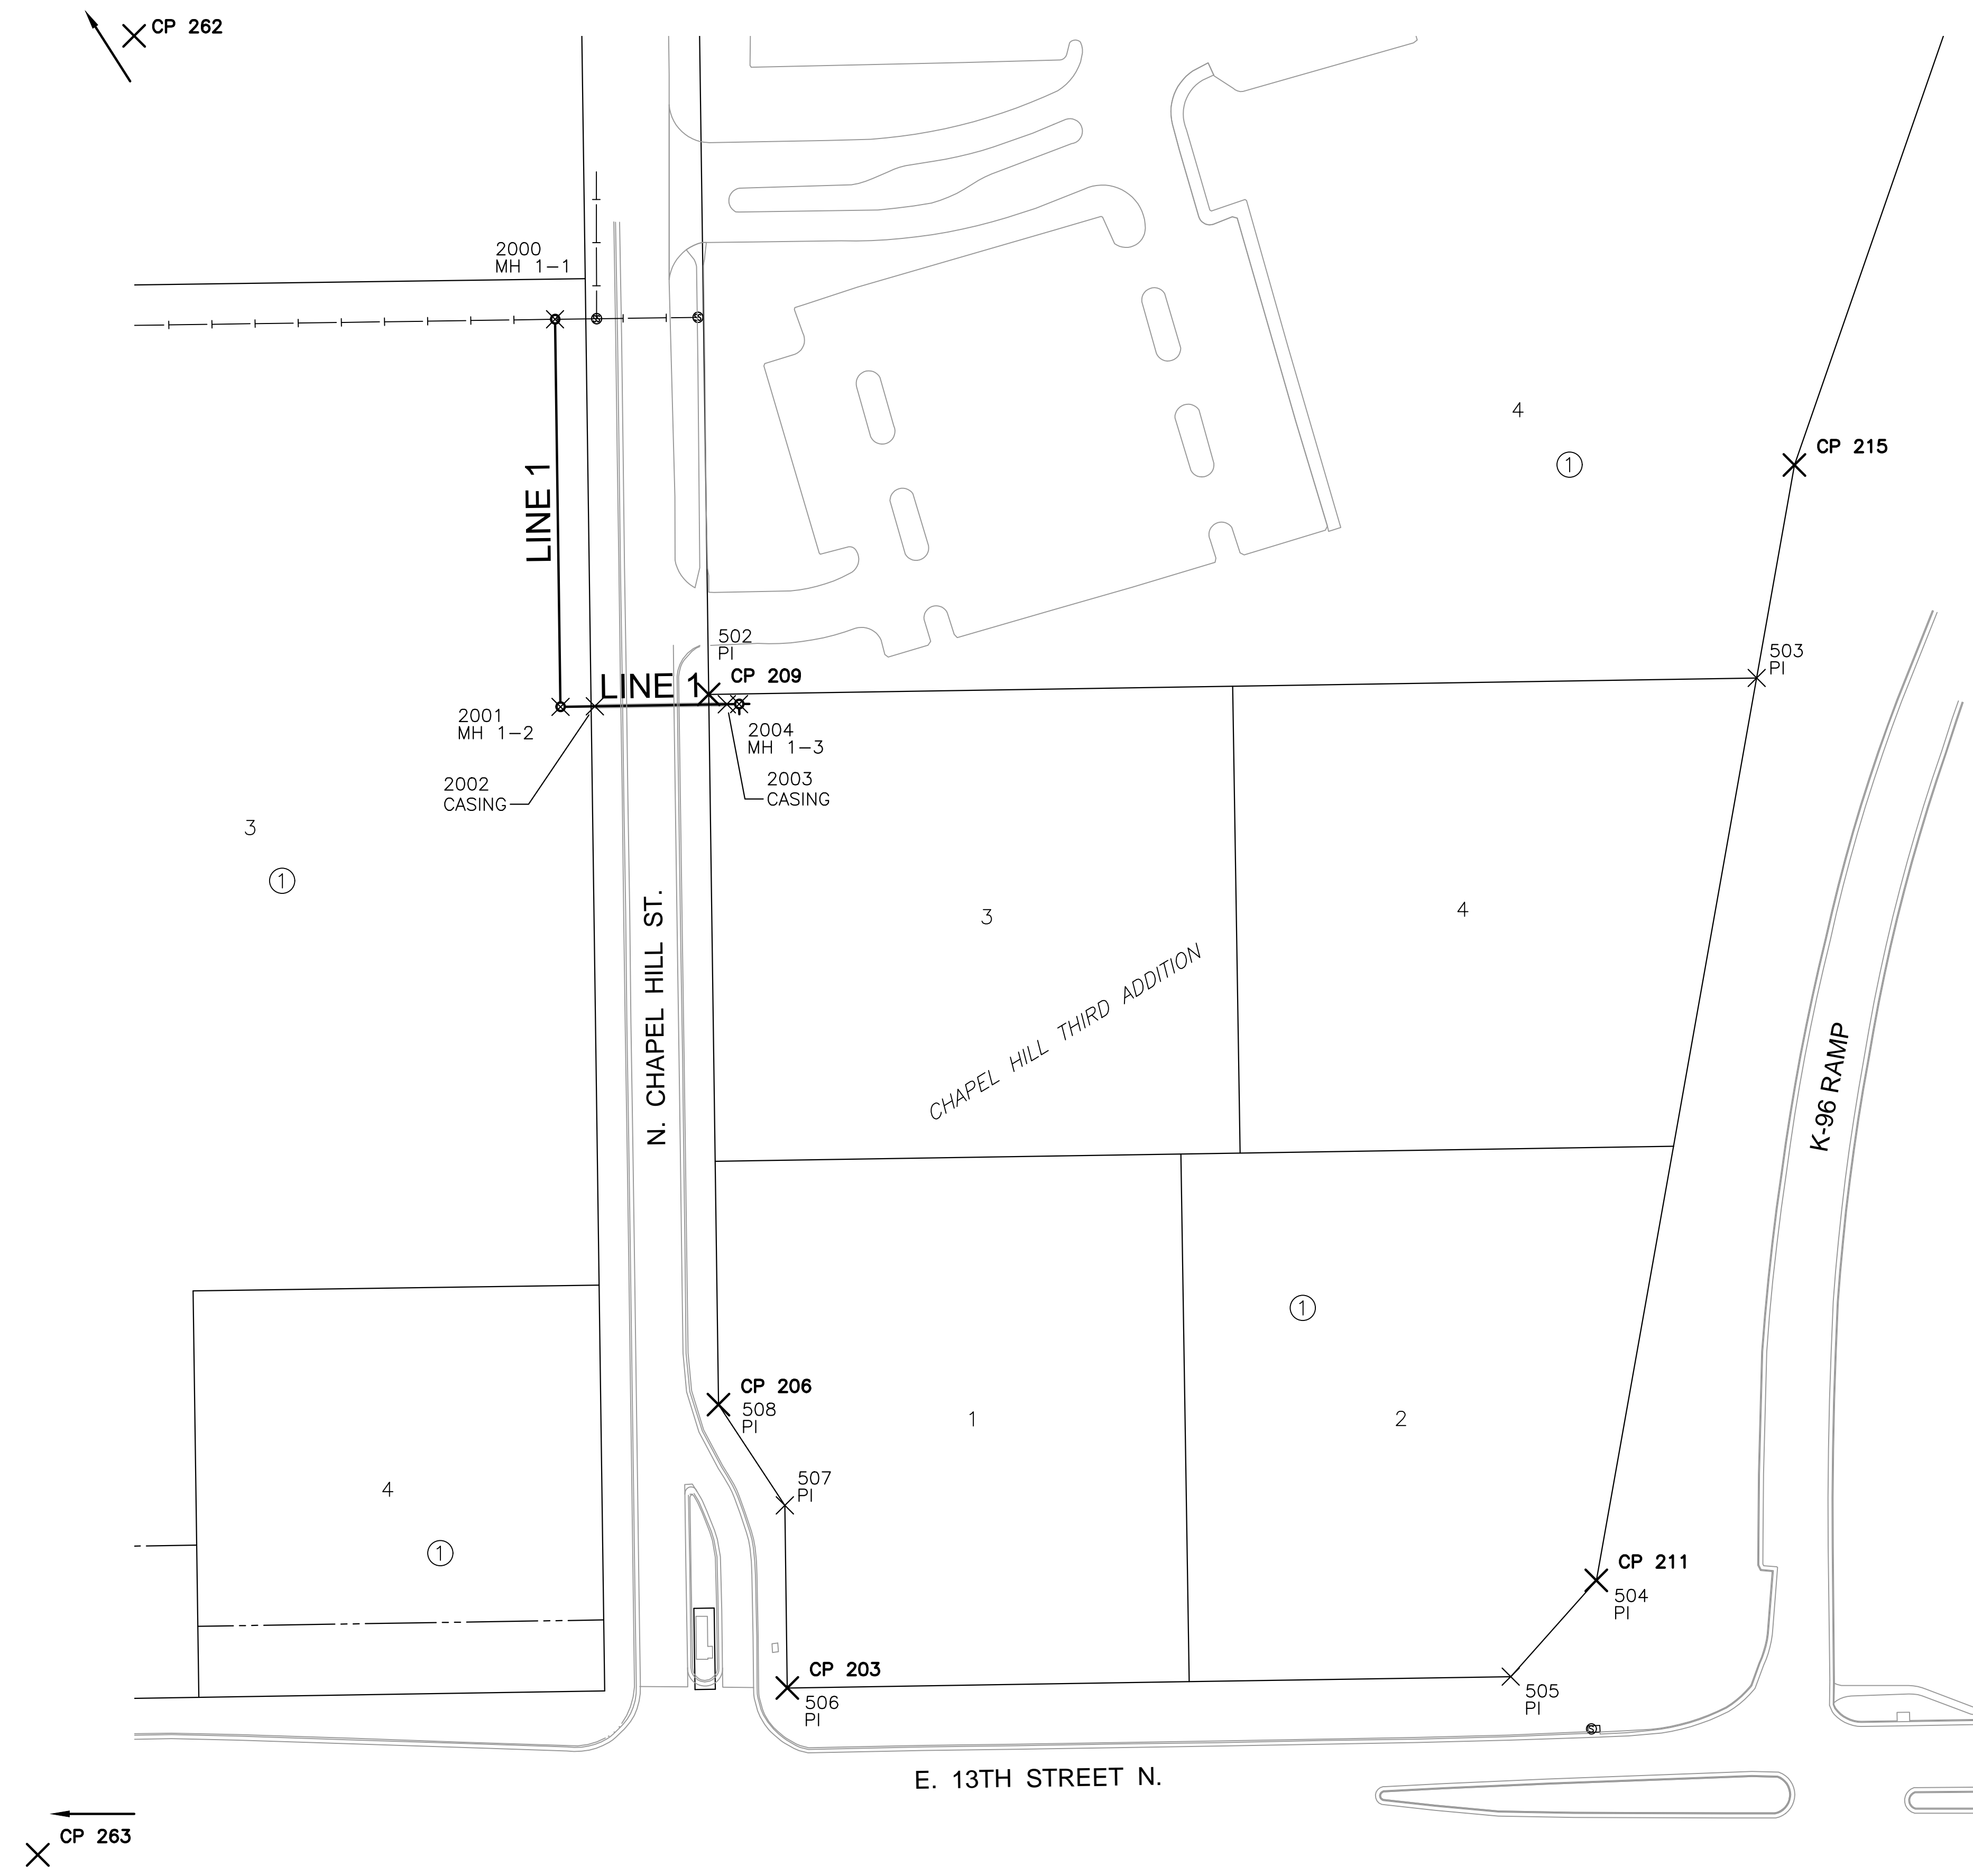 CP 262
2000
MH 1-1
4
1
CP 215
LINE 1
502
PI
503
PI
CP 209
LINE 1
2001
MH 1-2
2004
MH 1-3
2003
CASING
2002
CASING
3
1
3
4
N. CHAPEL HILL ST.
CHAPEL HILL THIRD ADDITION
K-96 RAMP
1
CP 206
508
PI
1
2
507
PI
4
1
CP 211
504
PI
CP 203
506
PI
505
PI
S
E. 13TH STREET N.
CP 263